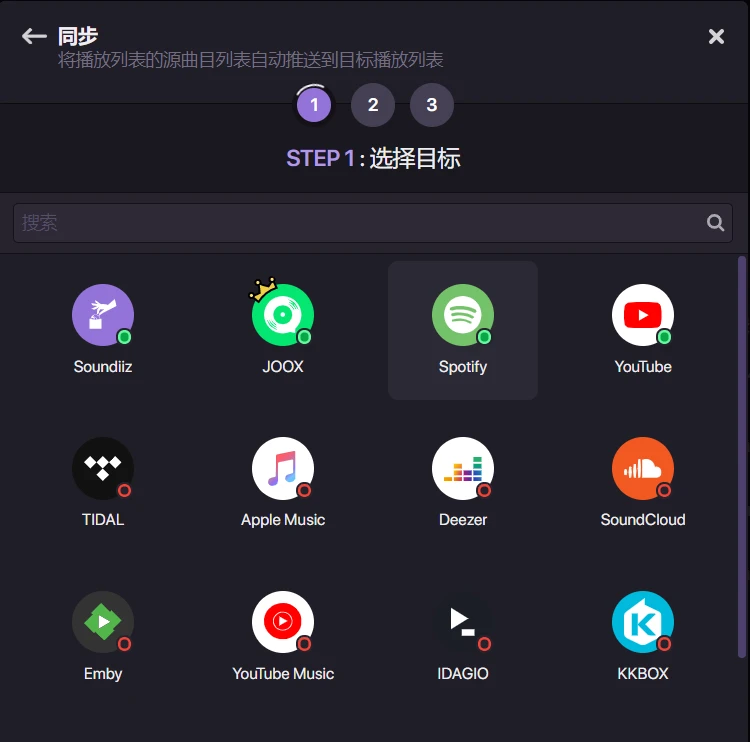 同步
将播放列表的源曲目列表自动推送到目标播放列表
1 2 3
STEP 1 : 选择目标
搜索
Soundiiz JOOX Spotify YouTube
TIDAL Apple Music Deezer SoundCloud
Emby YouTube Music IDAGIO KKBOX